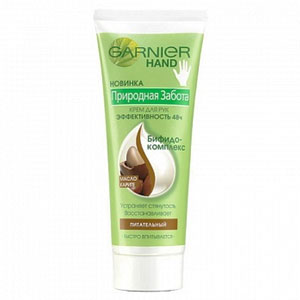 GARNIER
HAND
НОВИНКА
Природная Забота
КРЕМ ДЛЯ РУК
ЭФФЕКТИВНОСТЬ 48ч
Бифидо-
комплекс
МАСЛО
КАРИТЕ
Устраняет стянутость
Восстанавливает
ПИТАТЕЛЬНЫЙ
БЫСТРО ВПИТЫВАЕТСЯ